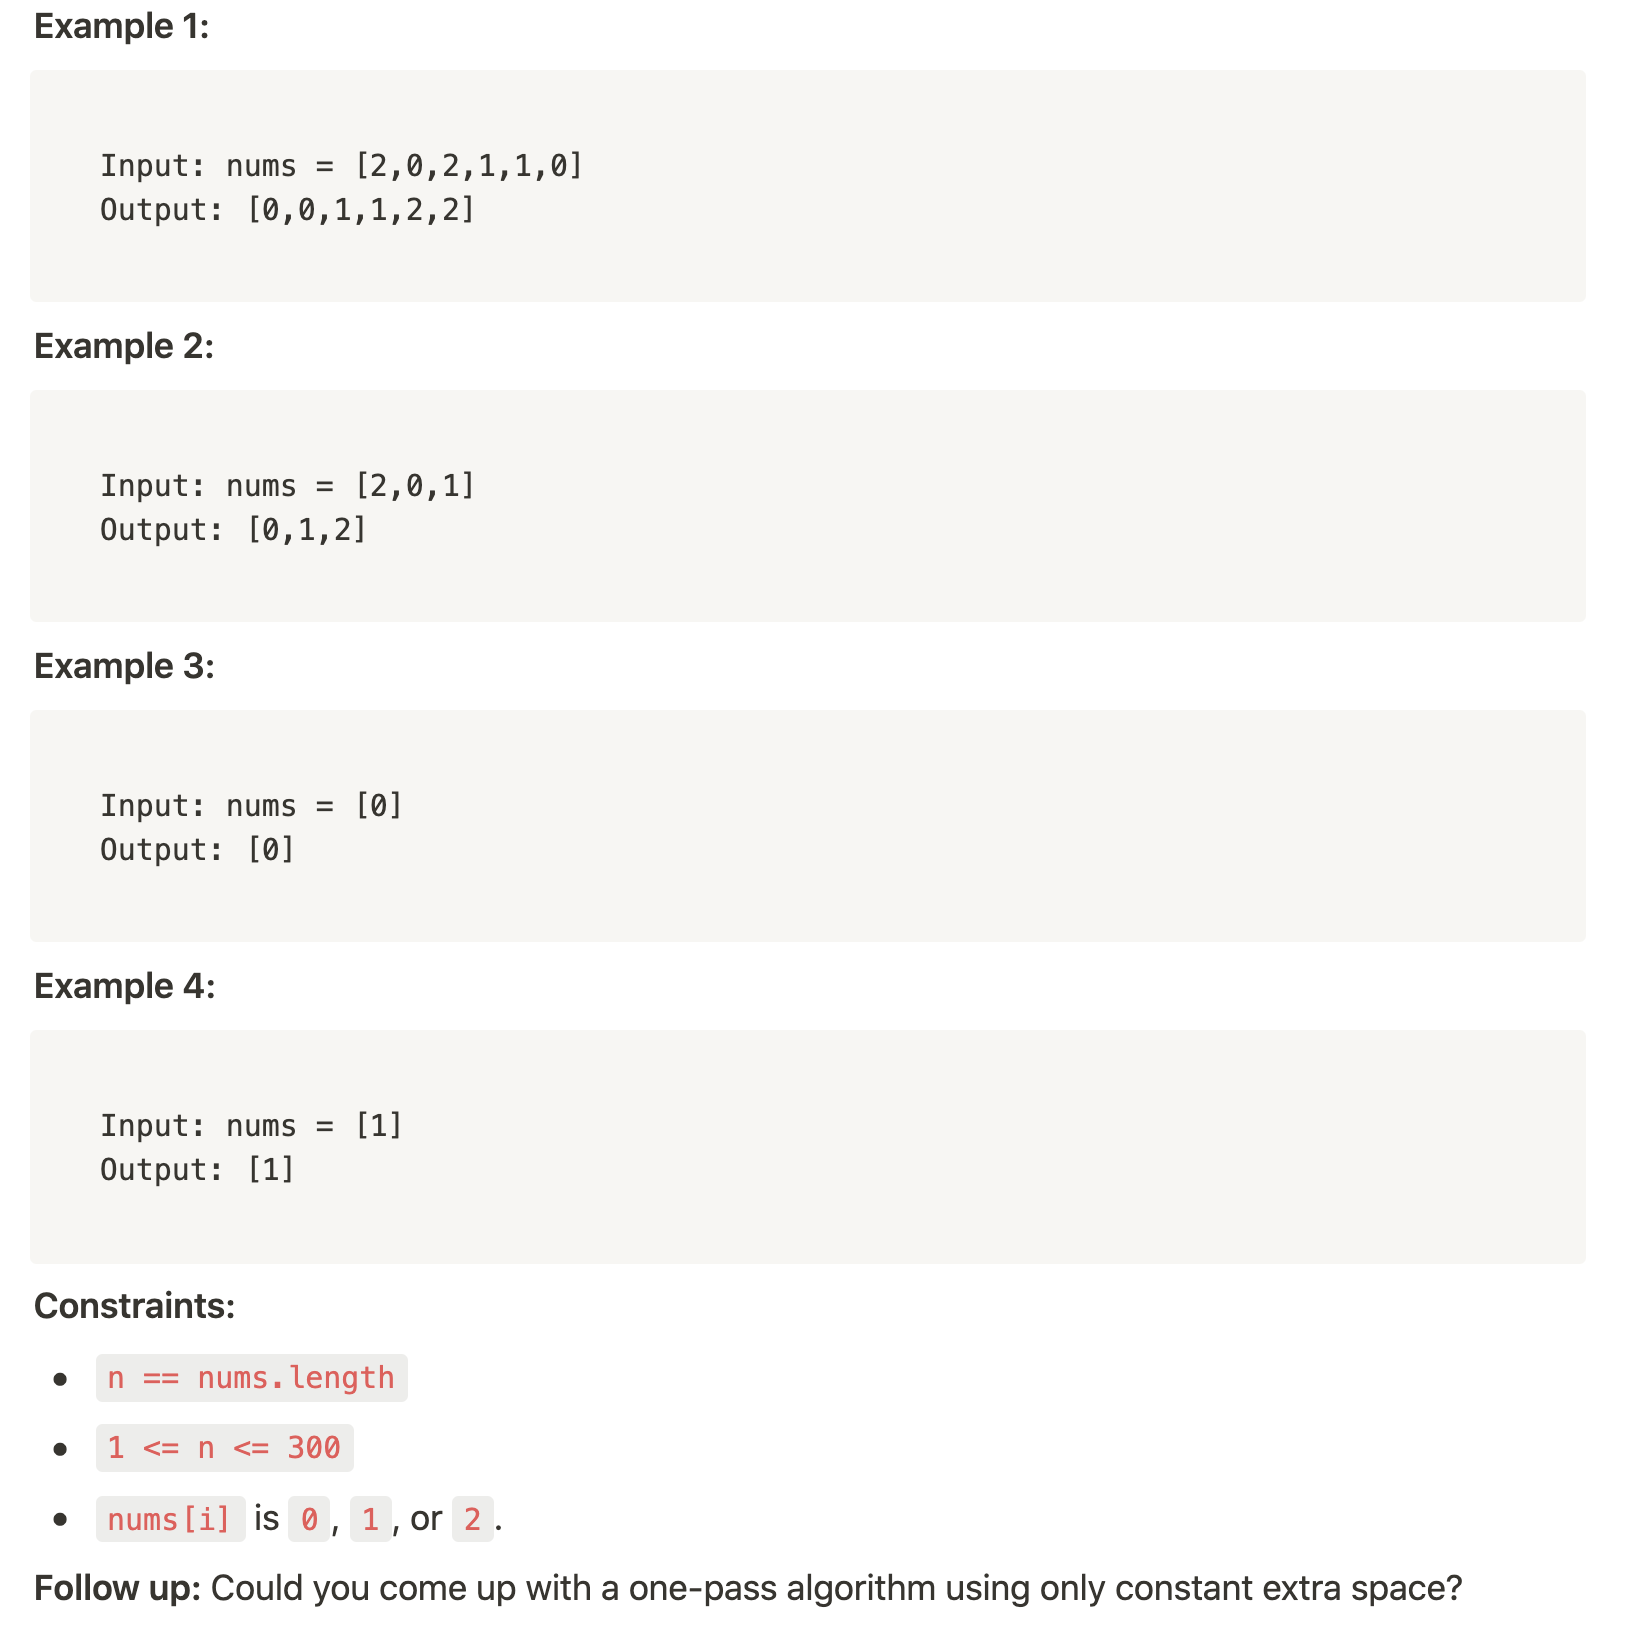 Example 1:
Input: nums = [2,0,2,1,1,0]
Output: [0,0,1,1,2,2]
Example 2:
Input: nums = [2,0,1]
Output: [0,1,2]
Example 3:
Input: nums = [0]
Output: [0]
Example 4:
Input: nums = [1]
Output: [1]
Constraints:
• n == nums.length
• 1 <= n <= 300
• nums[i] is 0, 1, or 2.
Follow up: Could you come up with a one-pass algorithm using only constant extra space?